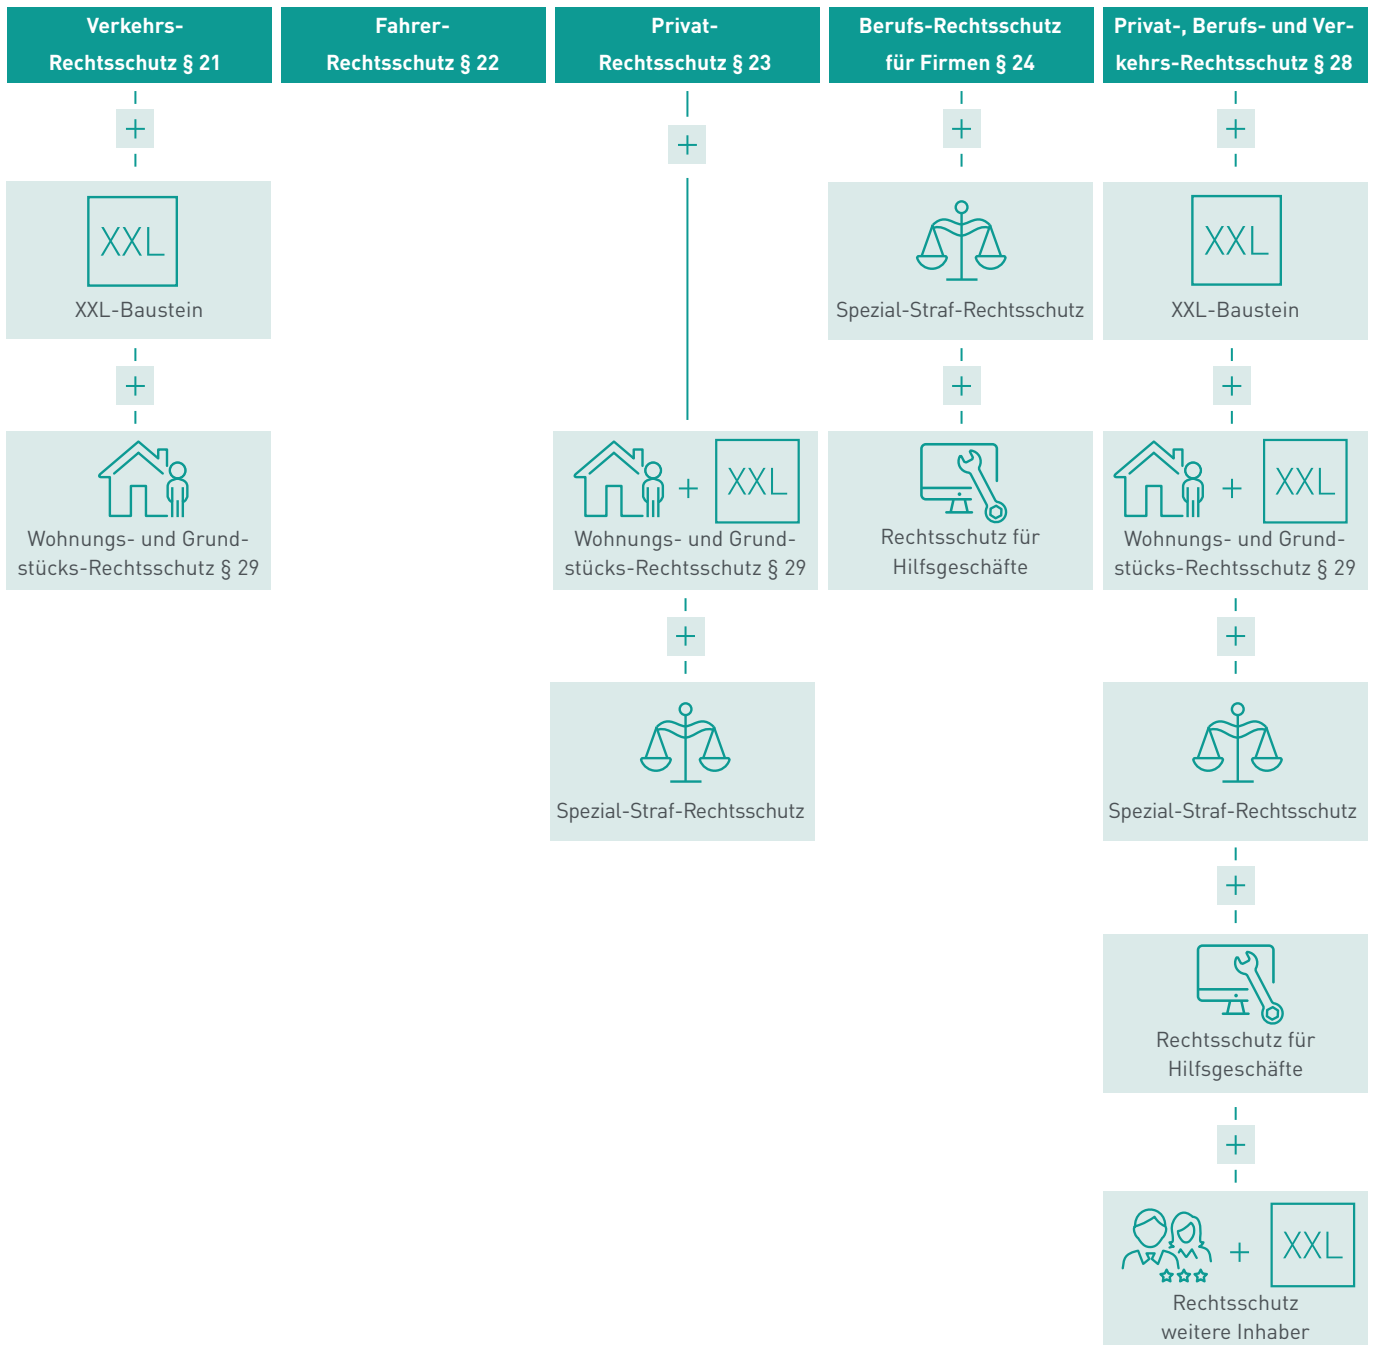 Verkehrs-
Rechtsschutz § 21
Fahrer-
Rechtsschutz § 22
Privat-
Rechtsschutz § 23
Berufs-Rechtsschutz
für Firmen § 24
Privat-, Berufs- und Ver-
kehrs-Rechtsschutz § 28
+
XXL
XXL-Baustein
+
Wohnungs- und Grund-
stücks-Rechtsschutz § 29
+
+
XXL
Wohnungs- und Grund-
stücks-Rechtsschutz § 29
+
Spezial-Straf-Rechtsschutz
+
Spezial-Straf-Rechtsschutz
+
Rechtsschutz für
Hilfsgeschäfte
+
XXL
XXL-Baustein
+
+
XXL
Wohnungs- und Grund-
stücks-Rechtsschutz § 29
+
Spezial-Straf-Rechtsschutz
+
Rechtsschutz für
Hilfsgeschäfte
+
+
XXL
Rechtsschutz
weitere Inhaber